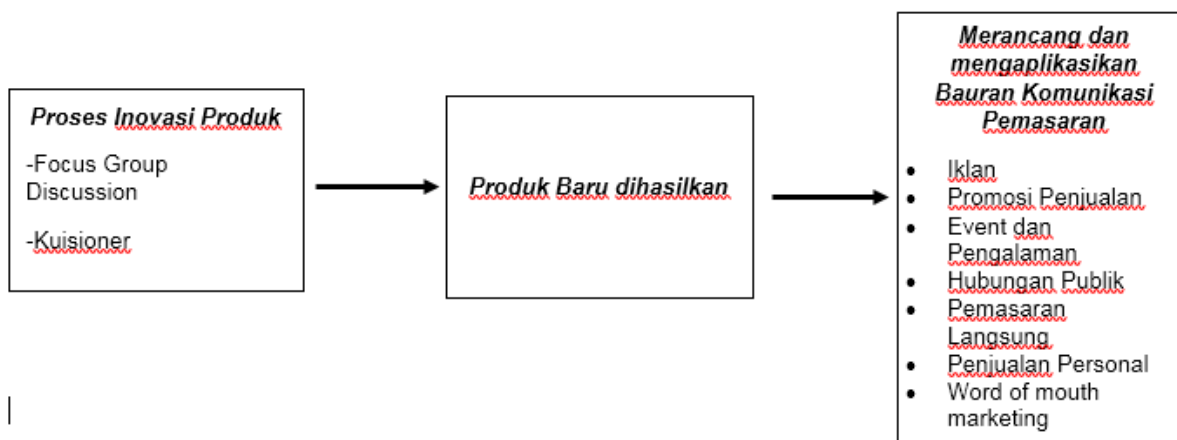 Proses Inovasi Produk
-Focus Group
Discussion
-Kuisioner
Produk Baru dihasilkan
Merancang dan
mengaplikasikan
Bauran Komunikasi
Pemasaran
• Iklan
• Promosi Penjualan
• Event dan
Pengalaman
• Hubungan Publik
• Pemasaran
Langsung
• Penjualan Personal
• Word of mouth
marketing